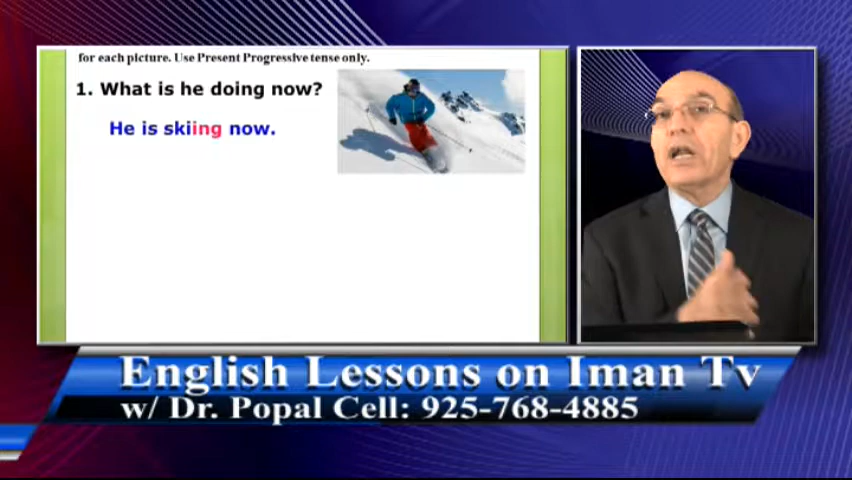 for each picture. Use Present Progressive tense only.
1. What is he doing now?
He is skiing now.
English Lessons on Iman Tv
w/ Dr. Popal Cell: 925-768-4885